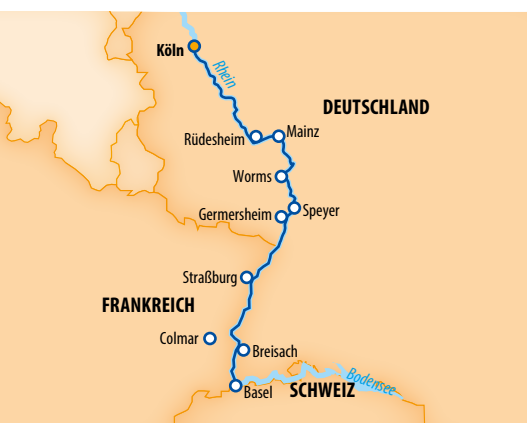 Köln
Rhein
DEUTSCHLAND
Rüdesheim
Mainz
Worms
Germersheim
Speyer
Straßburg
FRANKREICH
Colmar
Breisach
Basel
SCHWEIZ
Bodensee